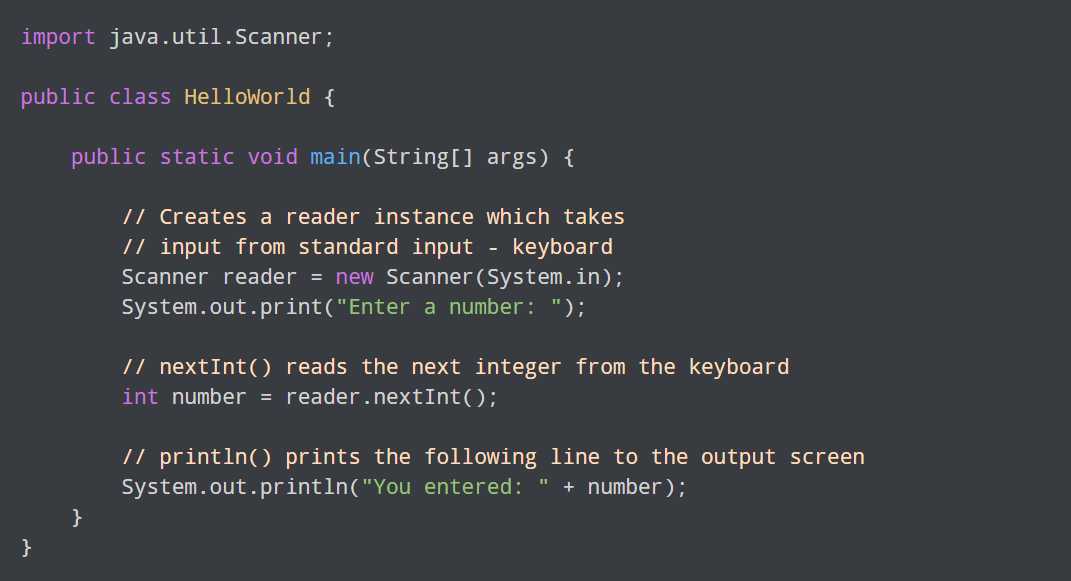 import java.util.Scanner;
public class HelloWorld {
public static void main(String[] args) {
// Creates a reader instance which takes
// input from standard input - keyboard
Scanner reader = new Scanner(System.in);
System.out.print("Enter a number: ");
// nextInt() reads the next integer from the keyboard
int number = reader.nextInt();
// println() prints the following line to the output screen
System.out.println("You entered: " + number);
}
}